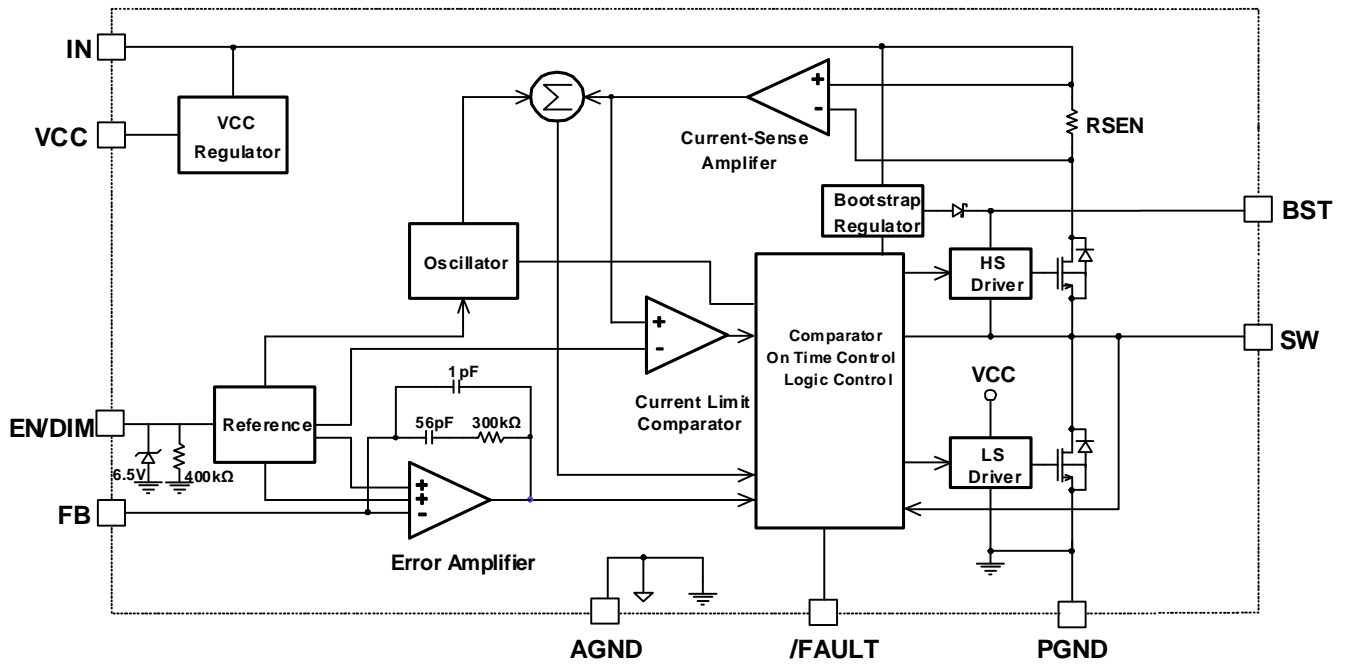 IN
VCC
VCC
Regulator
Σ
+
-
Current-Sense
Amplifer
RSEN
Bootstrap
Regulator
BST
Oscillator
HS
Driver
+
-
Comparator
On Time Control
Logic Control
SW
1pF
Current Limit
Comparator
VCC
EN/DIM
Reference
56pF
300kΩ
6.5V
400kΩ
LS
Driver
+
+
-
FB
Error Amplifier
AGND
/FAULT
PGND